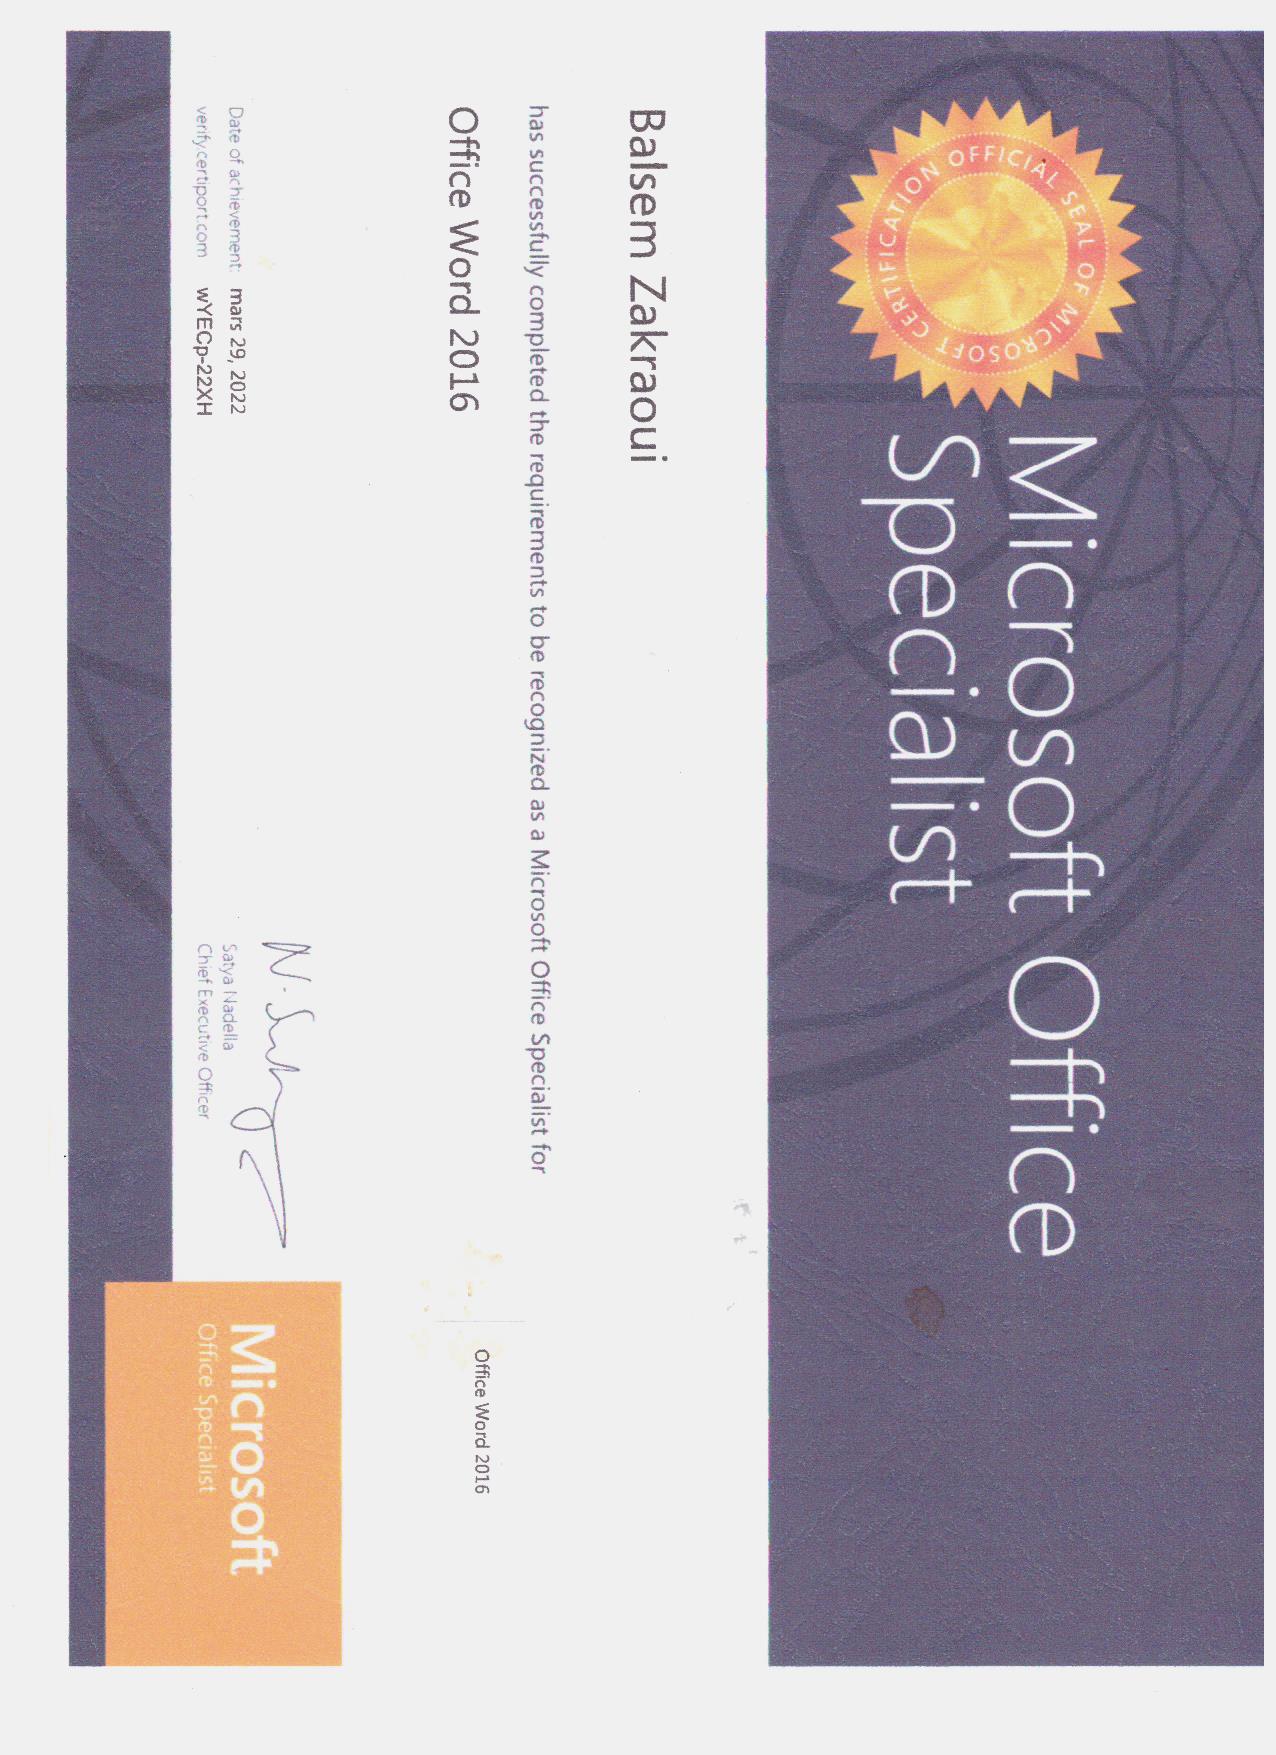 OFFICIAL SEAL OF MICROSOFT CERTIFICATION
Microsoft Office
Specialist
Balsem Zakraoui
has successfully completed the requirements to be recognized as a Microsoft Office Specialist for
Office Word 2016
Office Word 2016
Date of achievement: mars 29, 2022
verify.certiport.com wYECp-22XH
Satya Nadella
Chief Executive Officer
Microsoft
Office Specialist